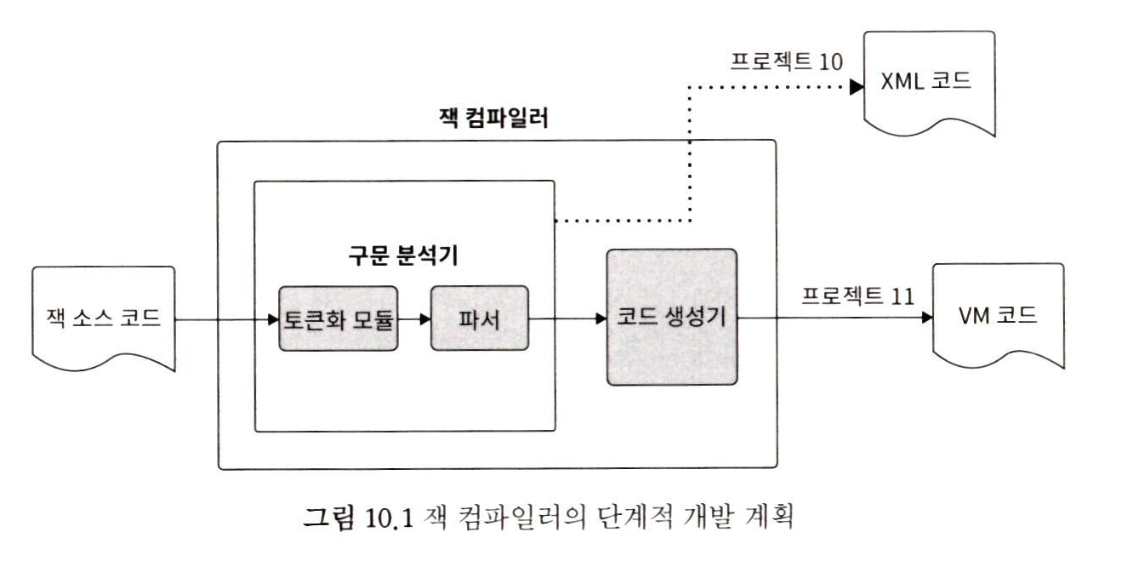 프로젝트 10
XML 코드
잭 컴파일러
구문 분석기
잭 소스 코드
토큰화 모듈
파서
코드 생성기
프로젝트 11
VM 코드
그림 10.1 잭 컴파일러의 단계적 개발 계획